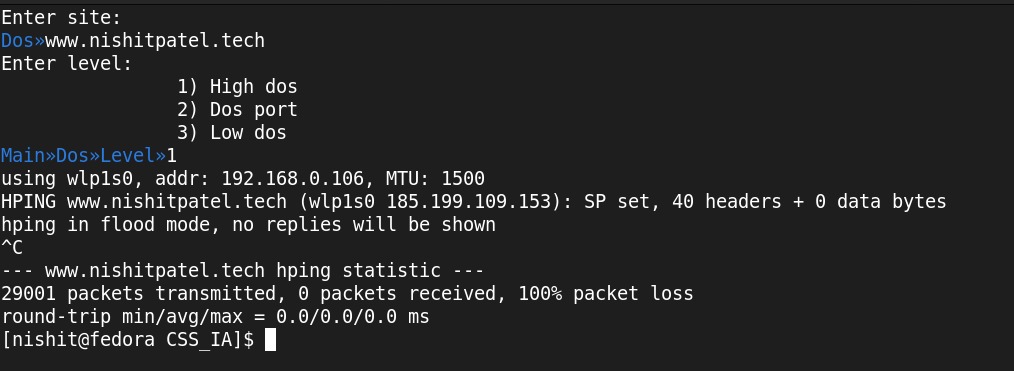 Enter site:
Dos»www.nishitpatel.tech
Enter level:
1) High dos
2) Dos port
3) Low dos
Main»Dos»Level»1
using wlp1s0, addr: 192.168.0.106, MTU: 1500
HPING www.nishitpatel.tech (wlp1s0 185.199.109.153): SP set, 40 headers + 0 data bytes
hping in flood mode, no replies will be shown
^C
--- www.nishitpatel.tech hping statistic ---
29001 packets transmitted, 0 packets received, 100% packet loss
round-trip min/avg/max = 0.0/0.0/0.0 ms
[nishit@fedora CSS_IA]$